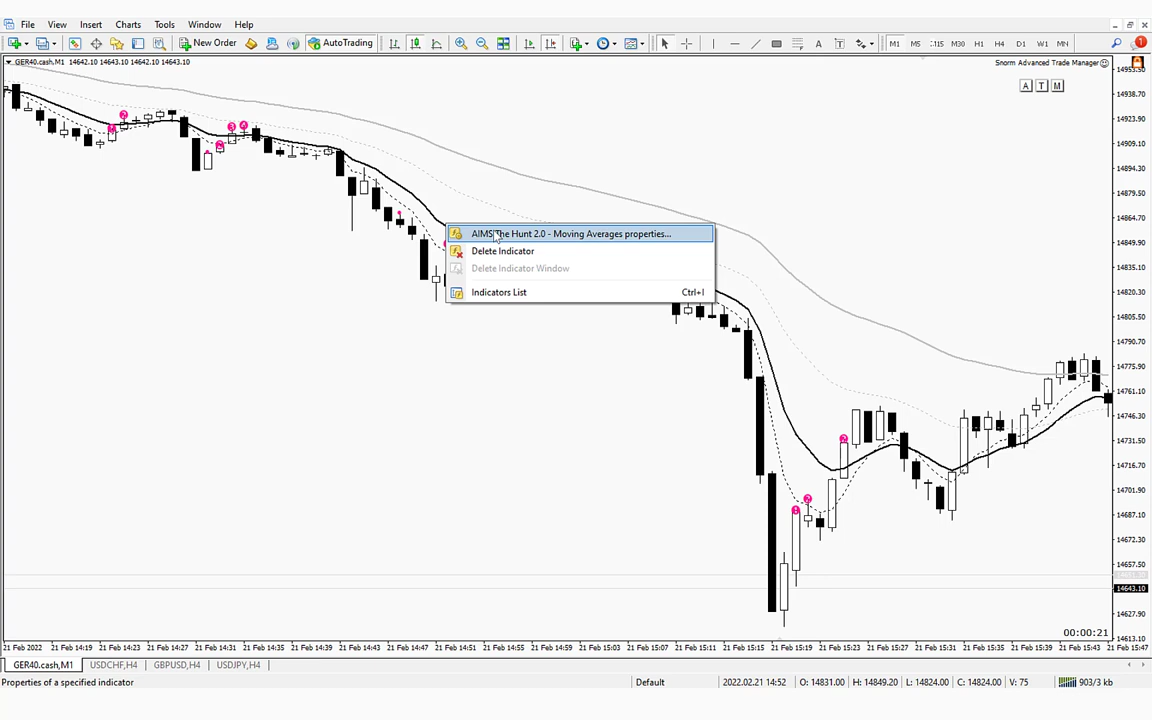 File View Insert Charts Tools Window Help
New Order AutoTrading M1 M5 M15 M30 H1 H4 D1 W1 MN
GER40.cash,M1 14642.10 14643.10 14642.10 14643.10
Snorm Advanced Trade Manager
A T M
14953.50
14938.70
14923.90
14909.10
14879.50
14864.70
14849.90
14835.10
14820.30
14805.50
14790.70
14775.90
14761.10
14746.30
14731.50
14716.70
14701.90
14687.10
14672.30
14657.50
14643.10
14627.90
14613.10
AIMS The Hunt 2.0 - Moving Averages properties...
Delete Indicator
Delete Indicator Window
Indicators List Ctrl+I
00:00:21
21 Feb 2022 21 Feb 14:19 21 Feb 14:23 21 Feb 14:27 21 Feb 14:31 21 Feb 14:35 21 Feb 14:39 21 Feb 14:43 21 Feb 14:47 21 Feb 14:51 21 Feb 14:55 21 Feb 14:59 21 Feb 15:03 21 Feb 15:07 21 Feb 15:11 21 Feb 15:15 21 Feb 15:19 21 Feb 15:23 21 Feb 15:27 21 Feb 15:31 21 Feb 15:35 21 Feb 15:39 21 Feb 15:43 21 Feb 15:47
GER40.cash,M1 USDCHF,H4 GBPUSD,H4 USDJPY,H4
Properties of a specified indicator Default 2022.02.21 14:52 O: 14831.00 H: 14849.20 L: 14824.00 C: 14824.00 V: 75 903/3 kb